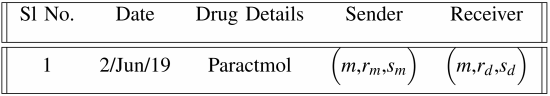 Sl No. Date Drug Details Sender Receiver
1 2/Jun/19 Paractmol (m,r_m,s_m) (m,r_d,s_d)